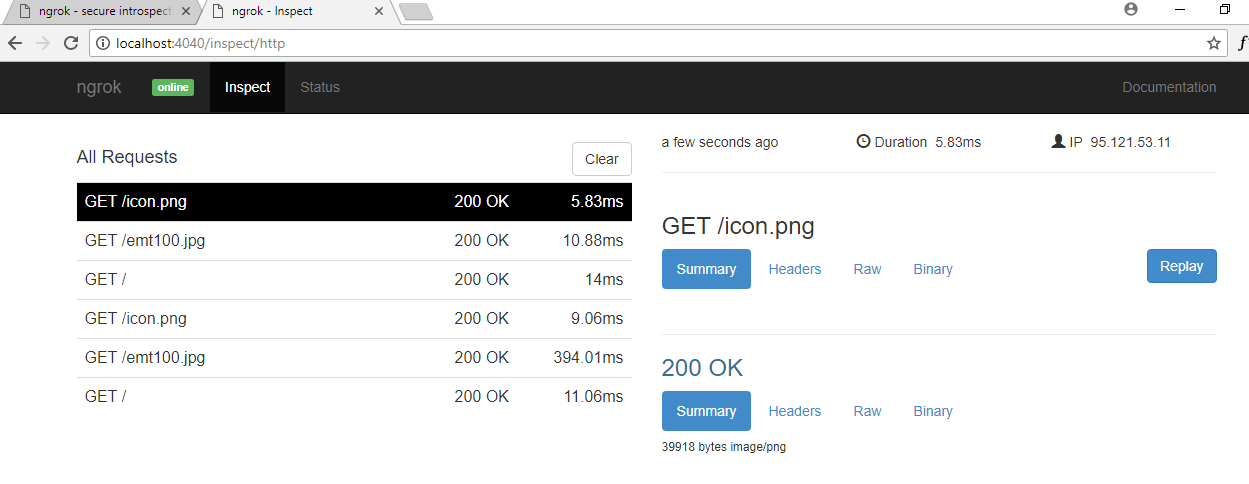 ngrok - secure introspect
ngrok - Inspect
localhost:4040/inspect/http
ngrok online Inspect Status Documentation
a few seconds ago Duration 5.83ms IP 95.121.53.11
All Requests Clear
GET /icon.png 200 OK 5.83ms
GET /emt100.jpg 200 OK 10.88ms
GET / 200 OK 14ms
GET /icon.png 200 OK 9.06ms
GET /emt100.jpg 200 OK 394.01ms
GET / 200 OK 11.06ms
GET /icon.png
Summary Headers Raw Binary Replay
200 OK
Summary Headers Raw Binary
39918 bytes image/png